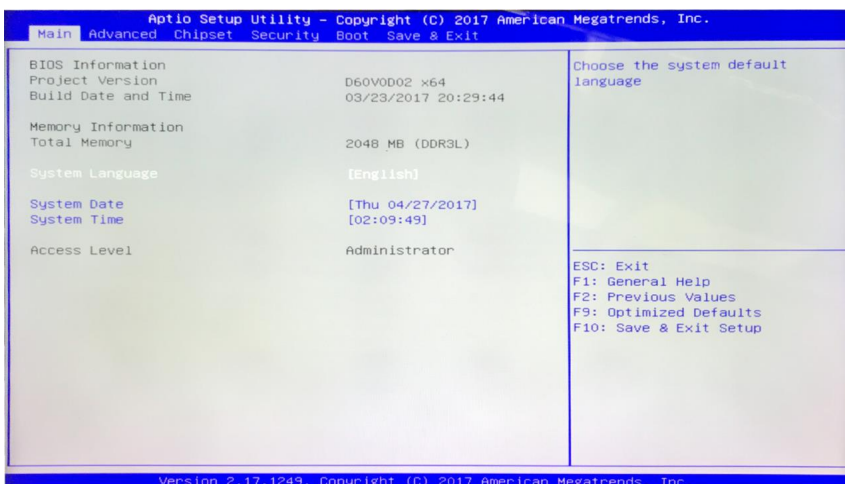 Aptio Setup Utility – Copyright (C) 2017 American Megatrends, Inc.
Main Advanced Chipset Security Boot Save & Exit
BIOS Information
Project Version D60V0D02 x64
Build Date and Time 03/23/2017 20:29:44
Memory Information
Total Memory 2048 MB (DDR3L)
System Language [English]
System Date [Thu 04/27/2017]
System Time [02:09:49]
Access Level Administrator
Choose the system default
language
ESC: Exit
F1: General Help
F2: Previous Values
F9: Optimized Defaults
F10: Save & Exit Setup
Version 2.17.1249. Copyright (C) 2017 American Megatrends, Inc.